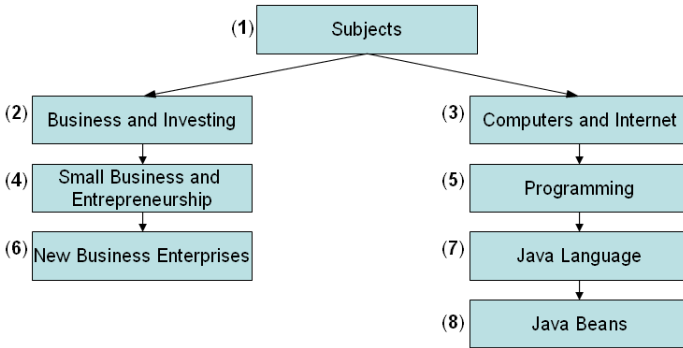 (1) Subjects
(2) Business and Investing
(3) Computers and Internet
(4) Small Business and
Entrepreneurship
(5) Programming
(6) New Business Enterprises
(7) Java Language
(8) Java Beans